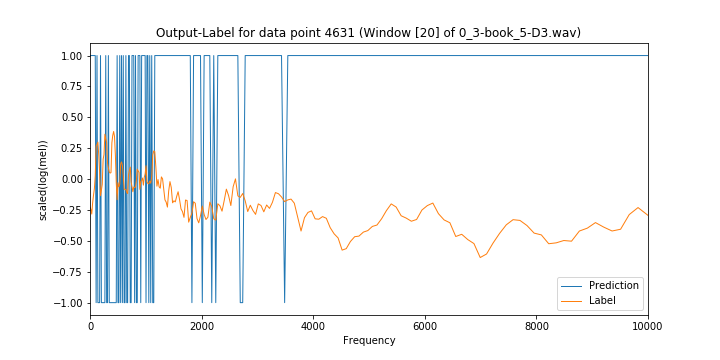 Output-Label for data point 4631 (Window [20] of 0_3-book_5-D3.wav)
scaled(log(mel))
1.00
0.75
0.50
0.25
0.00
−0.25
−0.50
−0.75
−1.00
0 2000 4000 6000 8000 10000
Frequency
Prediction
Label